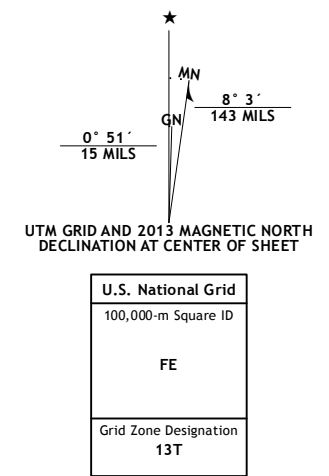 ★
MN
GN
8° 3´
143 MILS
0° 51´
15 MILS
UTM GRID AND 2013 MAGNETIC NORTH
DECLINATION AT CENTER OF SHEET
U.S. National Grid
100,000-m Square ID
FE
Grid Zone Designation
13T